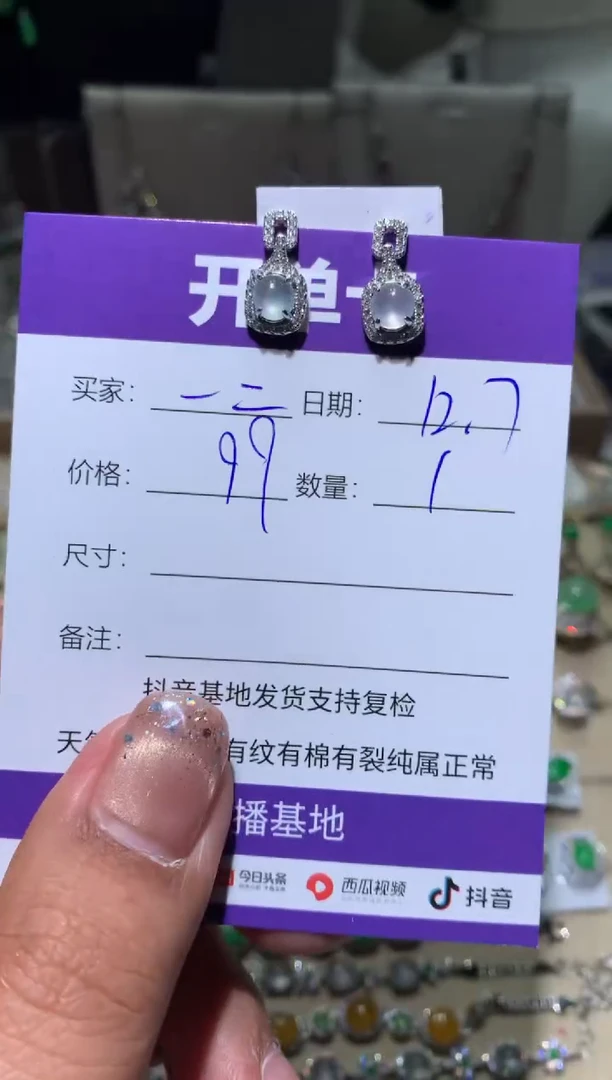 开单
买家： 一二 日期： 12.7
价格： 99 数量： 1
尺寸：
备注：
抖音基地发货支持复检
天 有纹有棉有裂纯属正常
播基地
今日头条 西瓜视频 抖音